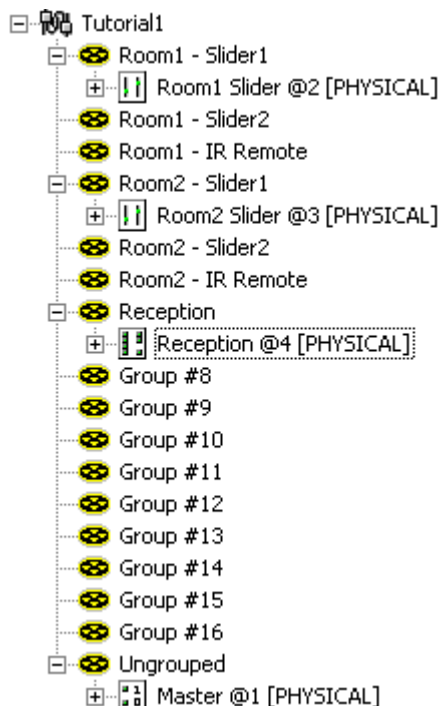 Tutorial1
Room1 - Slider1
Room1 Slider @2 [PHYSICAL]
Room1 - Slider2
Room1 - IR Remote
Room2 - Slider1
Room2 Slider @3 [PHYSICAL]
Room2 - Slider2
Room2 - IR Remote
Reception
Reception @4 [PHYSICAL]
Group #8
Group #9
Group #10
Group #11
Group #12
Group #13
Group #14
Group #15
Group #16
Ungrouped
Master @1 [PHYSICAL]